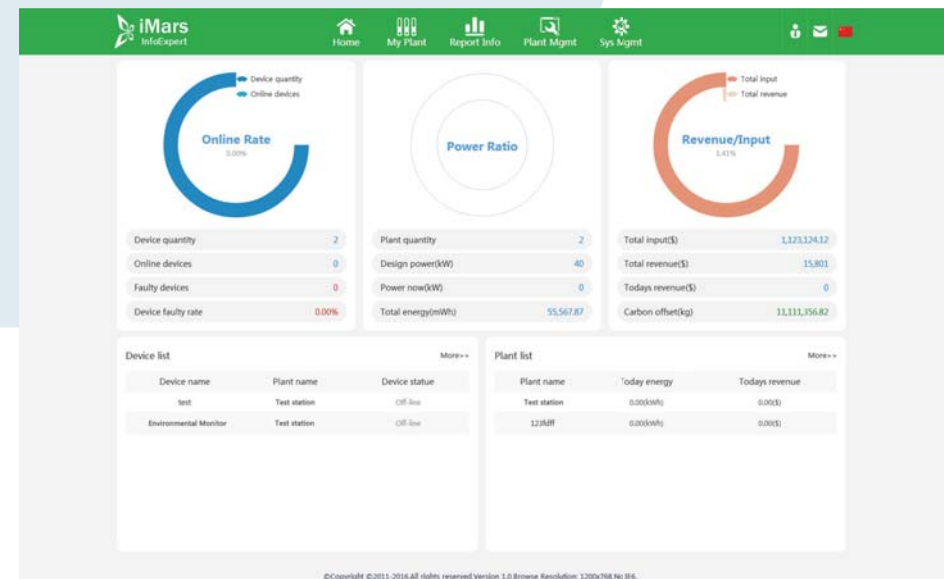 iMars
InfoExpert
Home My Plant Report Info Plant Mgmt Sys Mgmt
Device quantity
Online devices
Online Rate
0.00%
Device quantity 2
Online devices 0
Faulty devices 0
Device faulty rate 0.00%
Power Ratio
Plant quantity 2
Design power(kW) 40
Power now(kW) 0
Total energy(mWh) 55,567.87
Total input
Total revenue
Revenue/Input
1.41%
Total input($) 1,123,124.12
Total revenue($) 15,801
Todays revenue($) 0
Carbon offset(kg) 11,111,356.82
Device list More>>
Device name Plant name Device statue
test Test station Off-line
Environmental Monitor Test station Off-line
Plant list More>>
Plant name Today energy Todays revenue
Test station 0.00(kWh) 0.00($)
123fdff 0.00(kWh) 0.00($)
©Copyright ©2011-2016.All rights reserved.Version 1.0.Browse Resolution: 1200x768.No IE6.